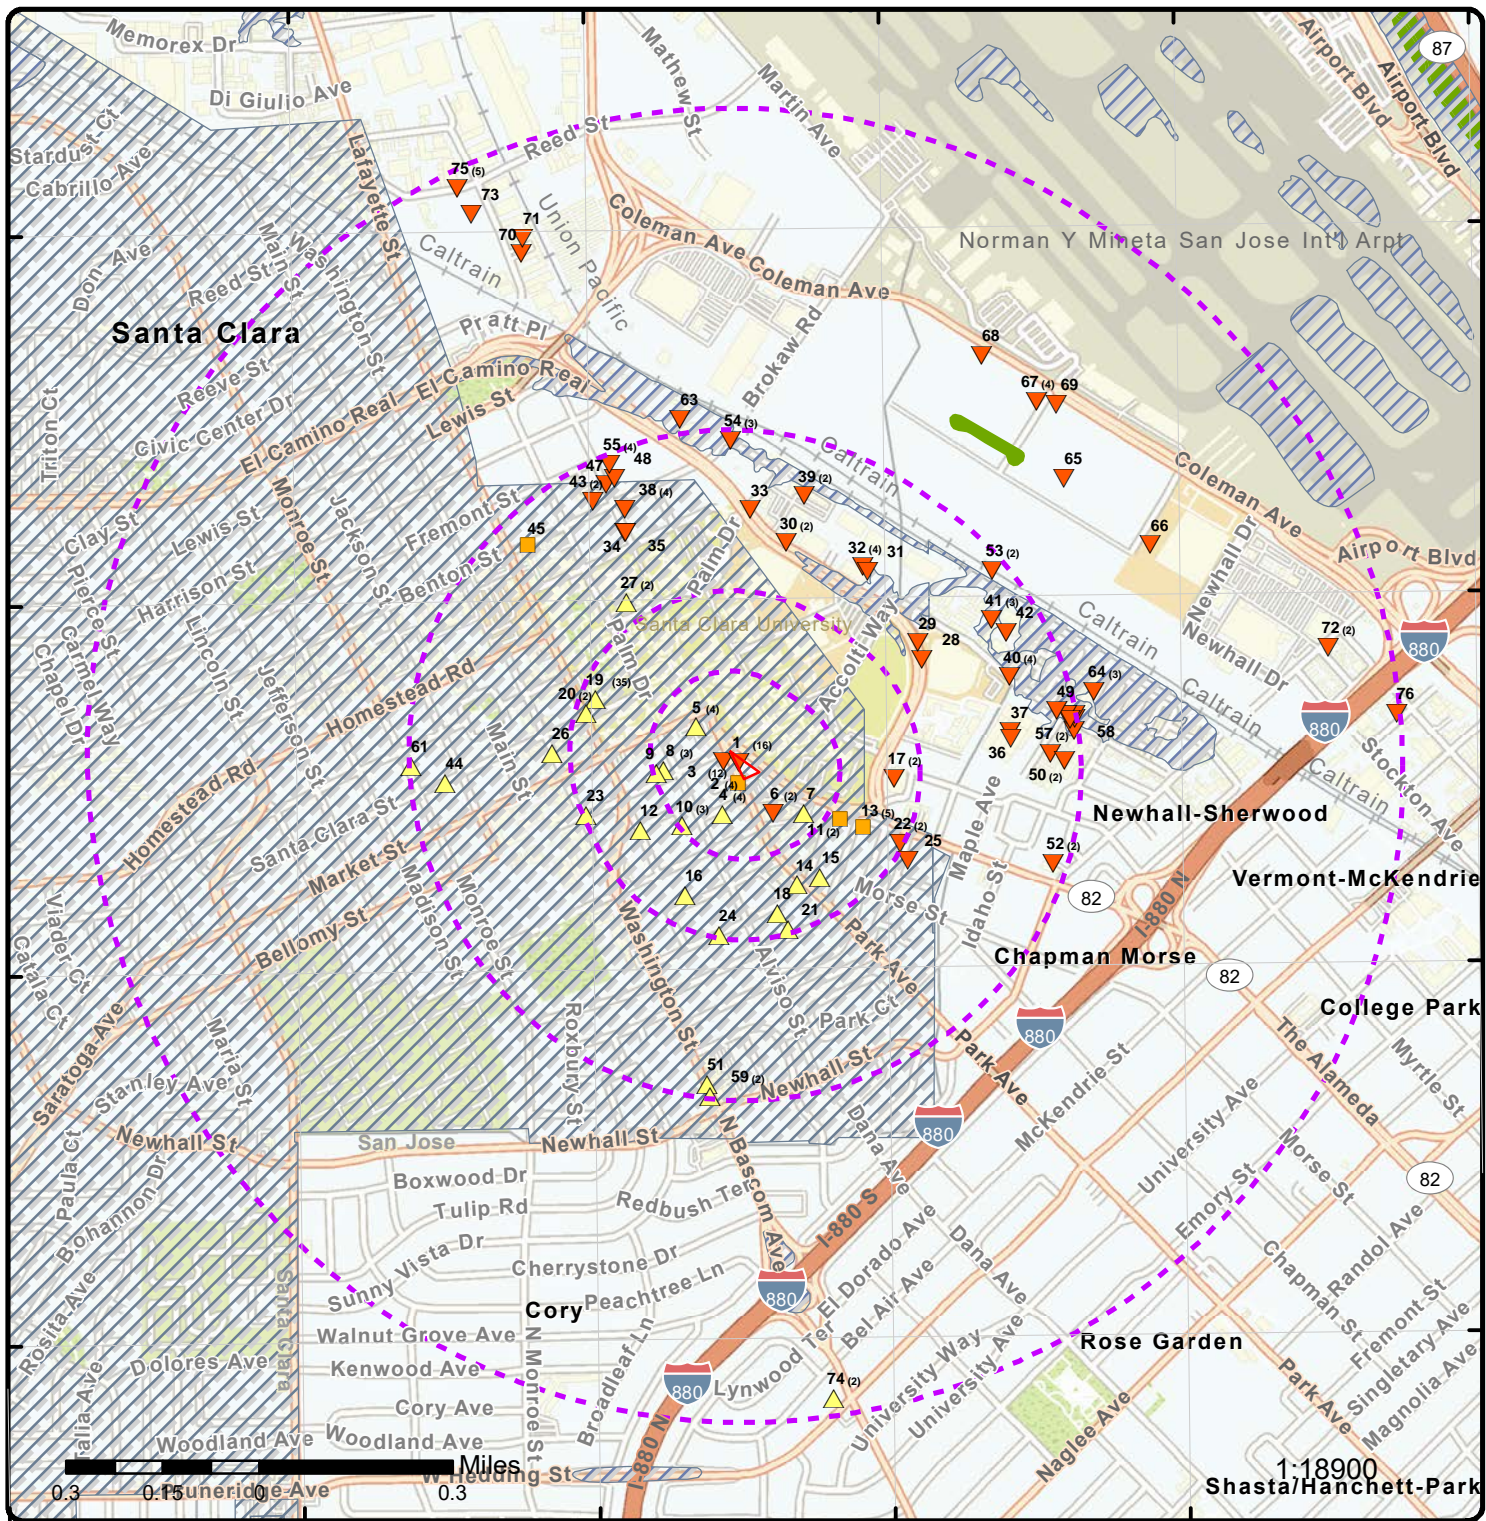 Memorex Dr
Di Giulio Ave
Stardust Ct
Cabrillo Ave
Mathew St
Martin Ave
Airport Blvd
Airport Blvd
Airport Blvd
87
Reed St
Lafayette St
75 (5)
73
71
70
Union Pacific
Caltrain
Coleman Ave
Coleman Ave
Norman Y Mineta San Jose Int'l Arpt
Don Ave
Reed St
Main St
Washington St
Santa Clara
Pratt Pl
Brokaw Rd
68
67 (4)
69
Reeve St
El Camino Real
Lewis St
Civic Center Dr
El Camino Real
Triton Ct
63
54 (3)
Caltrain
65
Coleman Ave
55 (4)
47
48
43 (2)
38 (4)
39 (2)
33
30 (2)
66
Airport Blvd
Monroe St
Jackson St
Fremont St
Clay St
Lewis St
Harrison St
Benton St
45
34
35
32 (4)
31
53 (2)
Palm Dr
Newhall Dr
Pierce St
27 (2)
Santa Clara University
41 (3)
42
Caltrain
Newhall Dr
72 (2)
880
Carmel Way
Chapel Dr
Lincoln St
Jefferson St
Homestead Rd
Palm Dr
Accolti Way
29
28
40 (4)
64 (3)
Caltrain
76
880
19 (35)
20 (2)
Main St
5 (4)
49
37
36
57 (2)
58
50 (2)
Caltrain
Stockton Ave
61
44
26
9
8 (3)
3
1
(16)
(12)
2 (4)
17 (2)
Homestead Rd
Santa Clara St
23
12
10 (3)
4 (4)
6 (2)
7
11 (2)
13 (5)
22 (2)
25
Maple Ave
Newhall-Sherwood
52 (2)
Market St
Madison St
Monroe St
16
14
15
18
21
24
Morse St
Idaho St
82
I-880 N
Vermont-McKendrie
Viader Ct
Catala Ct
Bellomy St
Washington St
Alviso St
Park Ave
Chapman Morse
82
College Park
Saratoga Ave
Maria St
Roxbury St
Park Ct
880
Park Ave
The Alameda
Myrtle St
Stanley Ave
51
59 (2)
Newhall St
McKendrie St
University Ave
Newhall St
San Jose
Newhall St
N Bascom Ave
Dana Ave
880
Morse St
82
Paula Ct
Bohannon Dr
Boxwood Dr
Tulip Rd
Redbush Ter
I-880 S
Emory St
Sunny Vista Dr
Cherrystone Dr
Peachtree Ln
El Dorado Ave
Dana Ave
Chapman St
Randol Ave
Cory
880
Bel Air Ave
Rosita Ave
Santa Clara
Walnut Grove Ave
N Monroe St
Broadleaf Ln
Rose Garden
Fremont St
Singletary Ave
Dolores Ave
Kenwood Ave
880
Lynwood Ter
74 (2)
University Way
University Ave
Park Ave
Magnolia Ave
Talia Ave
Cory Ave
Woodland Ave
Woodland Ave
I-880 N
Naglee Ave
Miles
W Hedding St
1:18900
0.3
0.15
0
0.3
Pruneridge Ave
Shasta/Hanchett-Park